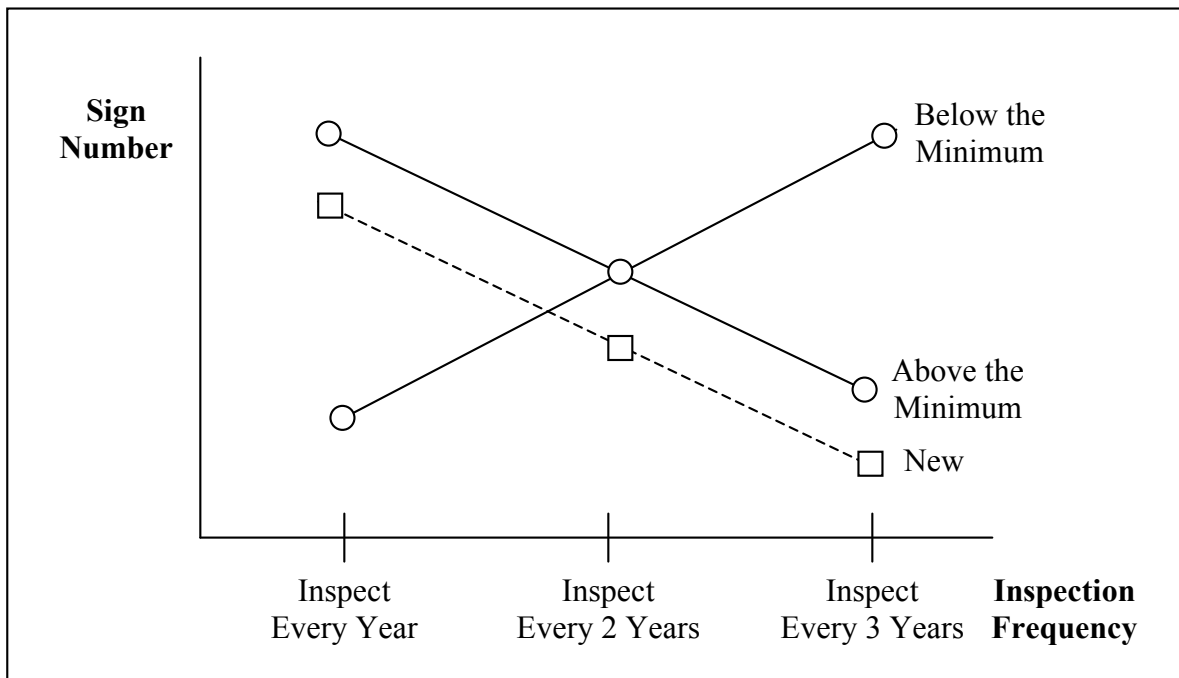 Sign
Number
Below the
Minimum
Above the
Minimum
New
Inspect
Every Year
Inspect
Every 2 Years
Inspect
Every 3 Years
Inspection
Frequency